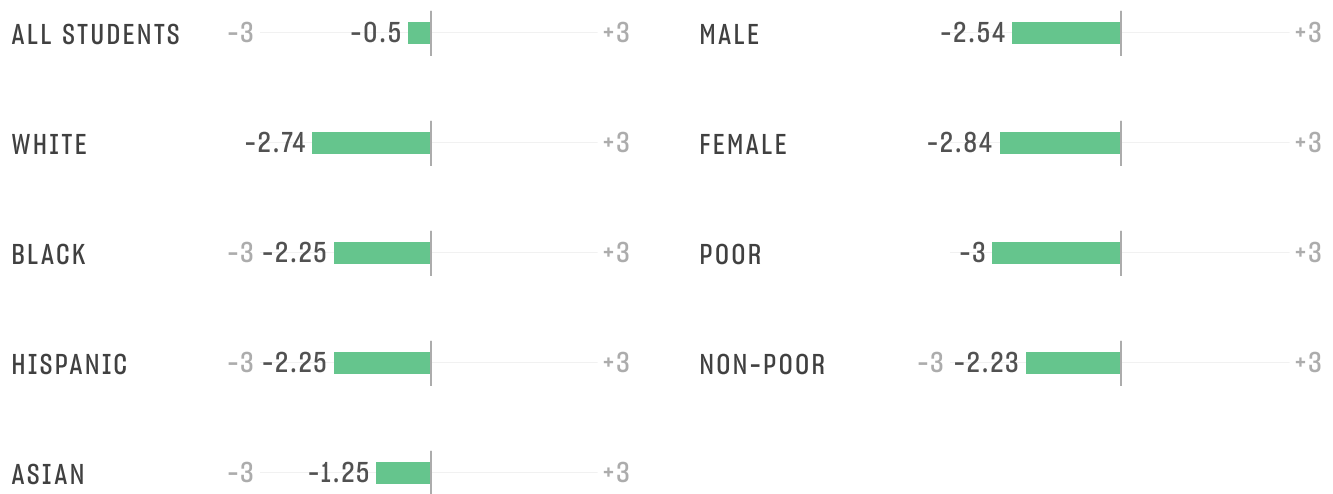 ALL STUDENTS -3 -0.5 +3
WHITE -2.74 +3
BLACK -3 -2.25 +3
HISPANIC -3 -2.25 +3
ASIAN -3 -1.25 +3
MALE -2.54 +3
FEMALE -2.84 +3
POOR -3 +3
NON-POOR -3 -2.23 +3